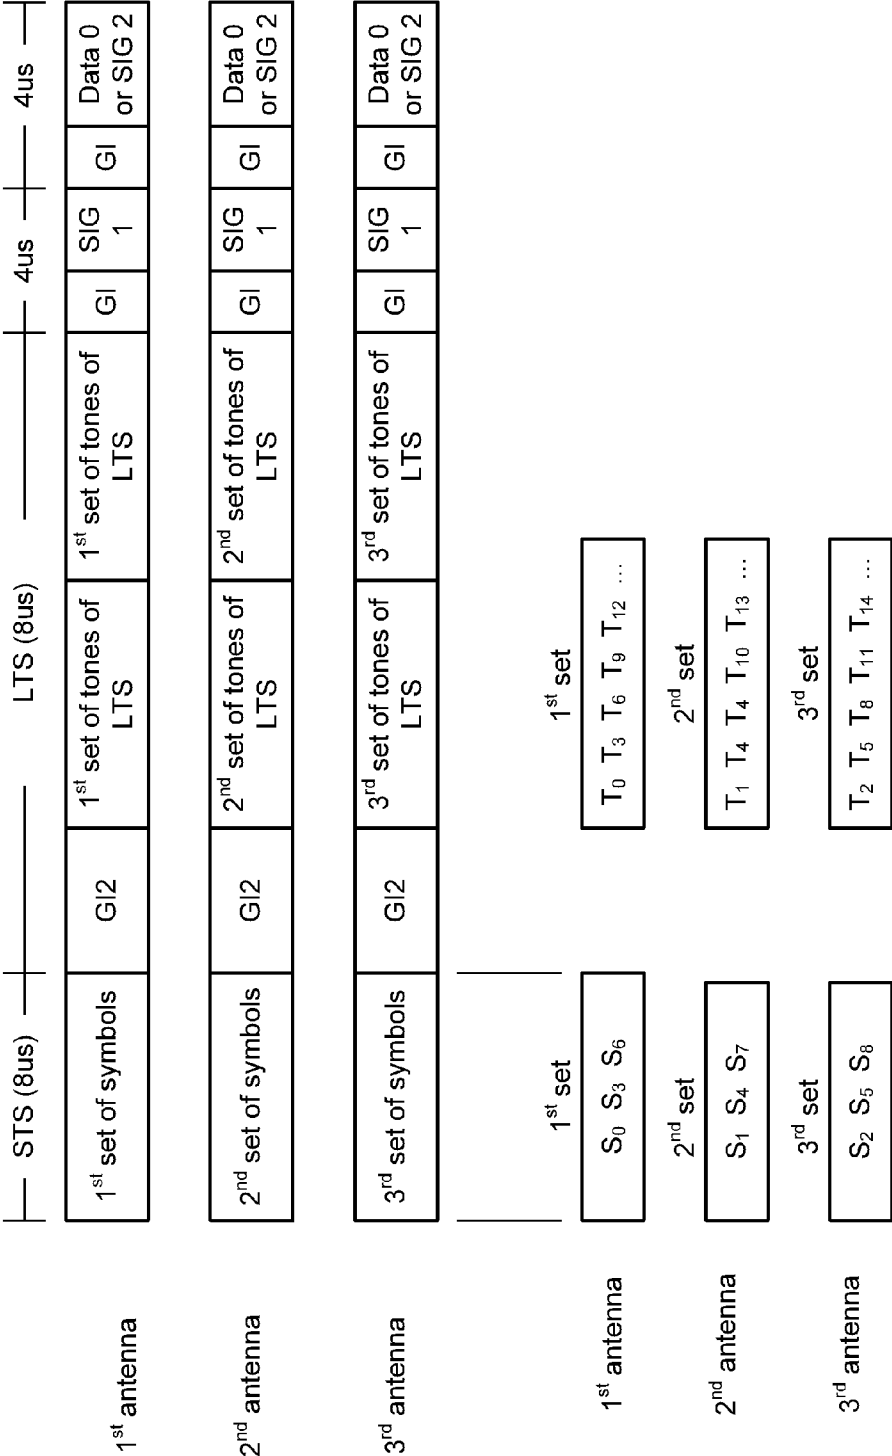 STS (8us) LTS (8us) 4us 4us
1st antenna
1st set of symbols
GI2
1st set of tones of
LTS
1st set of tones of
LTS
GI
SIG
1
GI
Data 0
or SIG 2
2nd antenna
2nd set of symbols
GI2
2nd set of tones of
LTS
2nd set of tones of
LTS
GI
SIG
1
GI
Data 0
or SIG 2
3rd antenna
3rd set of symbols
GI2
3rd set of tones of
LTS
3rd set of tones of
LTS
GI
SIG
1
GI
Data 0
or SIG 2
1st set
1st set
1st antenna
S0 S3 S6
T0 T3 T6 T9 T12 ...
2nd set
2nd set
2nd antenna
S1 S4 S7
T1 T4 T4 T10 T13 ...
3rd set
3rd set
3rd antenna
S2 S5 S8
T2 T5 T8 T11 T14 ...